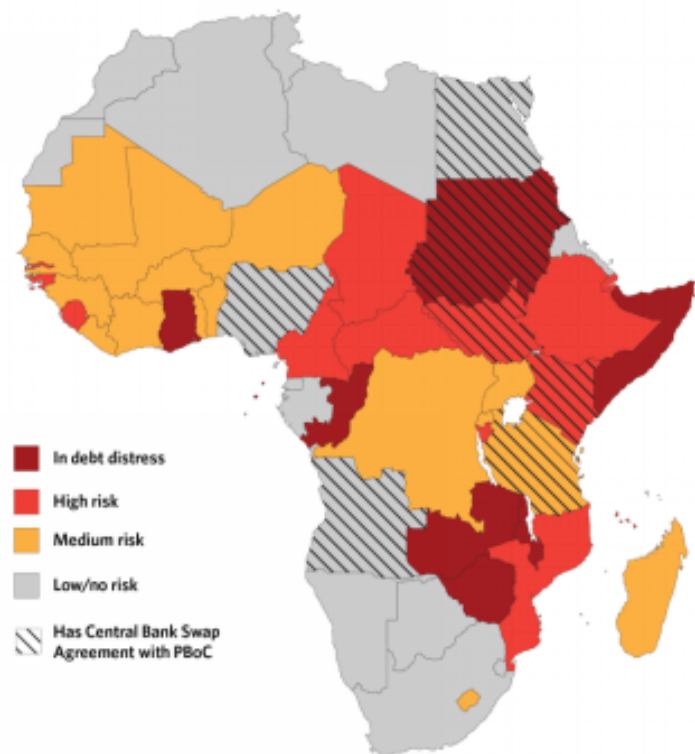 In debt distress
High risk
Medium risk
Low/no risk
Has Central Bank Swap
Agreement with PBoC